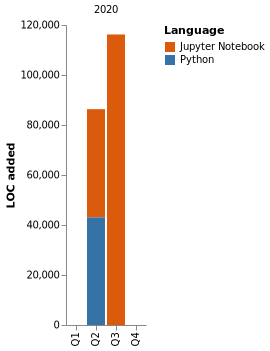 2020
Language
Jupyter Notebook
Python
LOC added
120,000
100,000
80,000
60,000
40,000
20,000
0
Q1
Q2
Q3
Q4